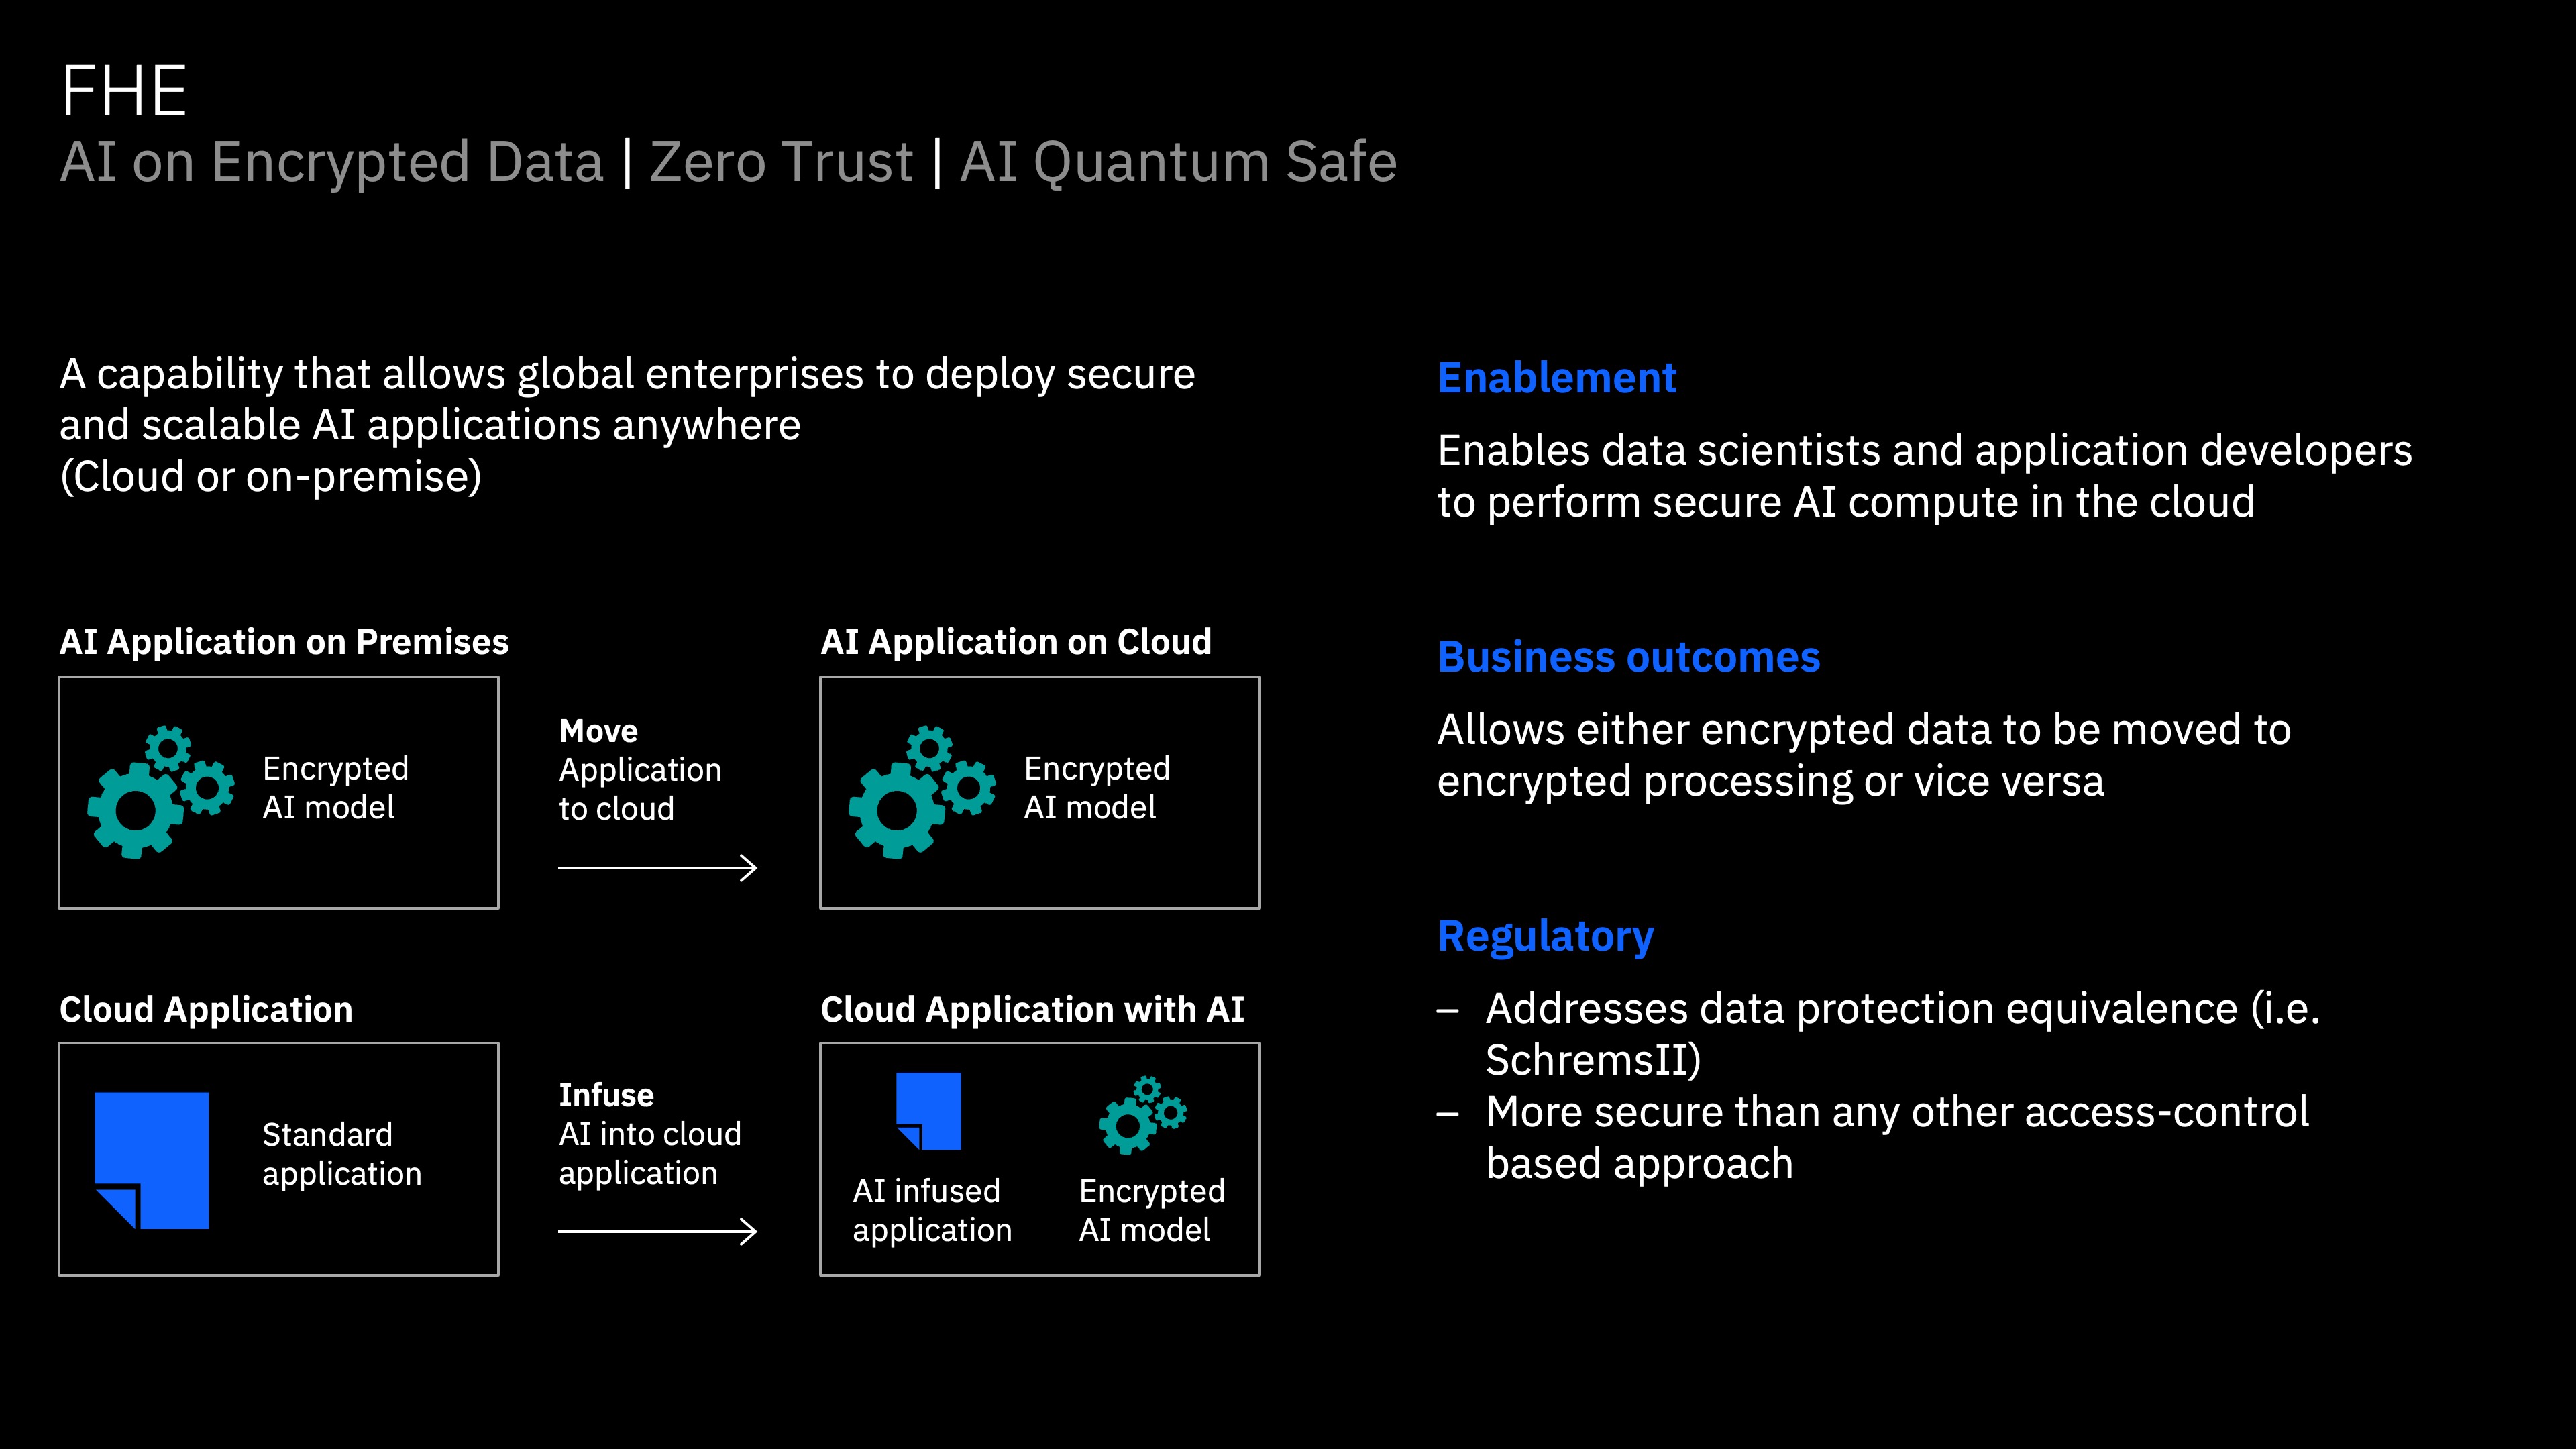 FHE
AI on Encrypted Data | Zero Trust | AI Quantum Safe
A capability that allows global enterprises to deploy secure
and scalable AI applications anywhere
(Cloud or on-premise)
AI Application on Premises
Encrypted
AI model
Move
Application
to cloud
AI Application on Cloud
Encrypted
AI model
Cloud Application
Standard
application
Infuse
AI into cloud
application
Cloud Application with AI
AI infused
application
Encrypted
AI model
Enablement
Enables data scientists and application developers
to perform secure AI compute in the cloud
Business outcomes
Allows either encrypted data to be moved to
encrypted processing or vice versa
Regulatory
– Addresses data protection equivalence (i.e.
SchremsII)
– More secure than any other access-control
based approach